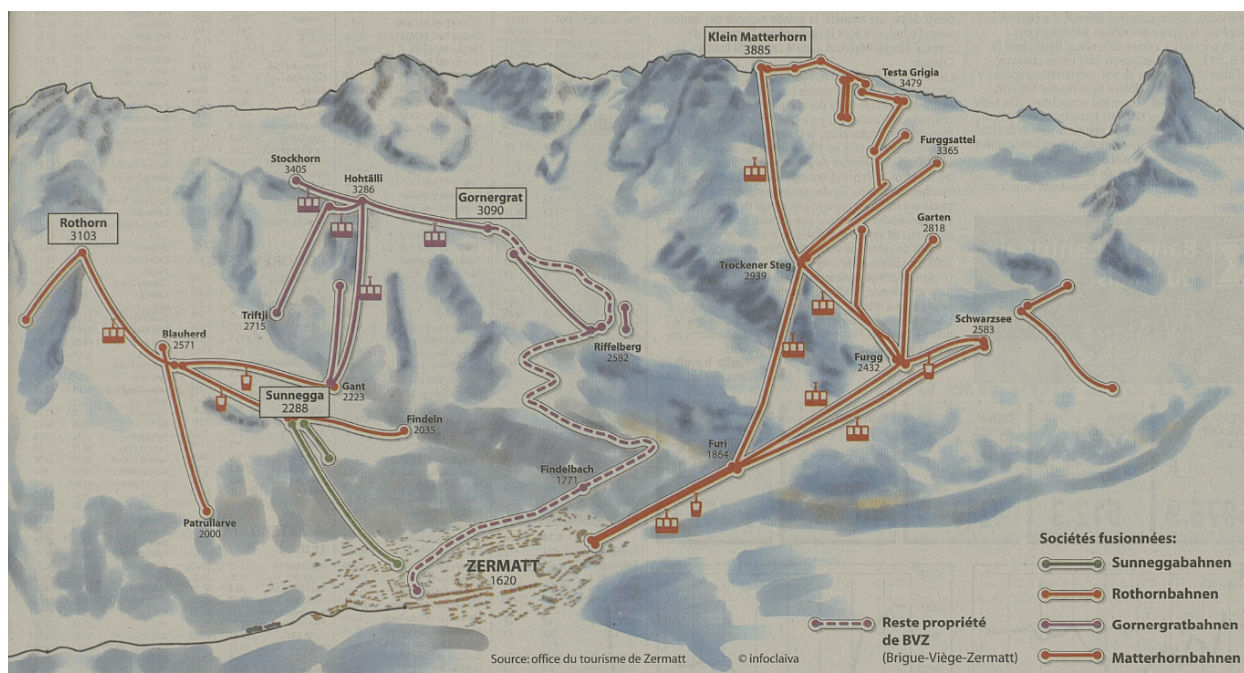 Klein Matterhorn
3885
Testa Grigia
3479
Furggsattel
3365
Stockhorn
3405
Hohtälli
3286
Gornergrat
3090
Rothorn
3103
Garten
2818
Trockener Steg
2939
Triftji
2715
Blauherd
2571
Riffelberg
2582
Schwarzsee
2583
Furgg
2432
Gant
2223
Sunnegga
2288
Findeln
2035
Furi
1864
Findelbach
1771
Patrullarve
2000
ZERMATT
1620
Sociétés fusionnées:
Sunneggabahnen
Rothornbahnen
Gornergratbahnen
Matterhornbahnen
Reste propriété
de BVZ
(Brigue-Viège-Zermatt)
Source: office du tourisme de Zermatt
© infoclaiva